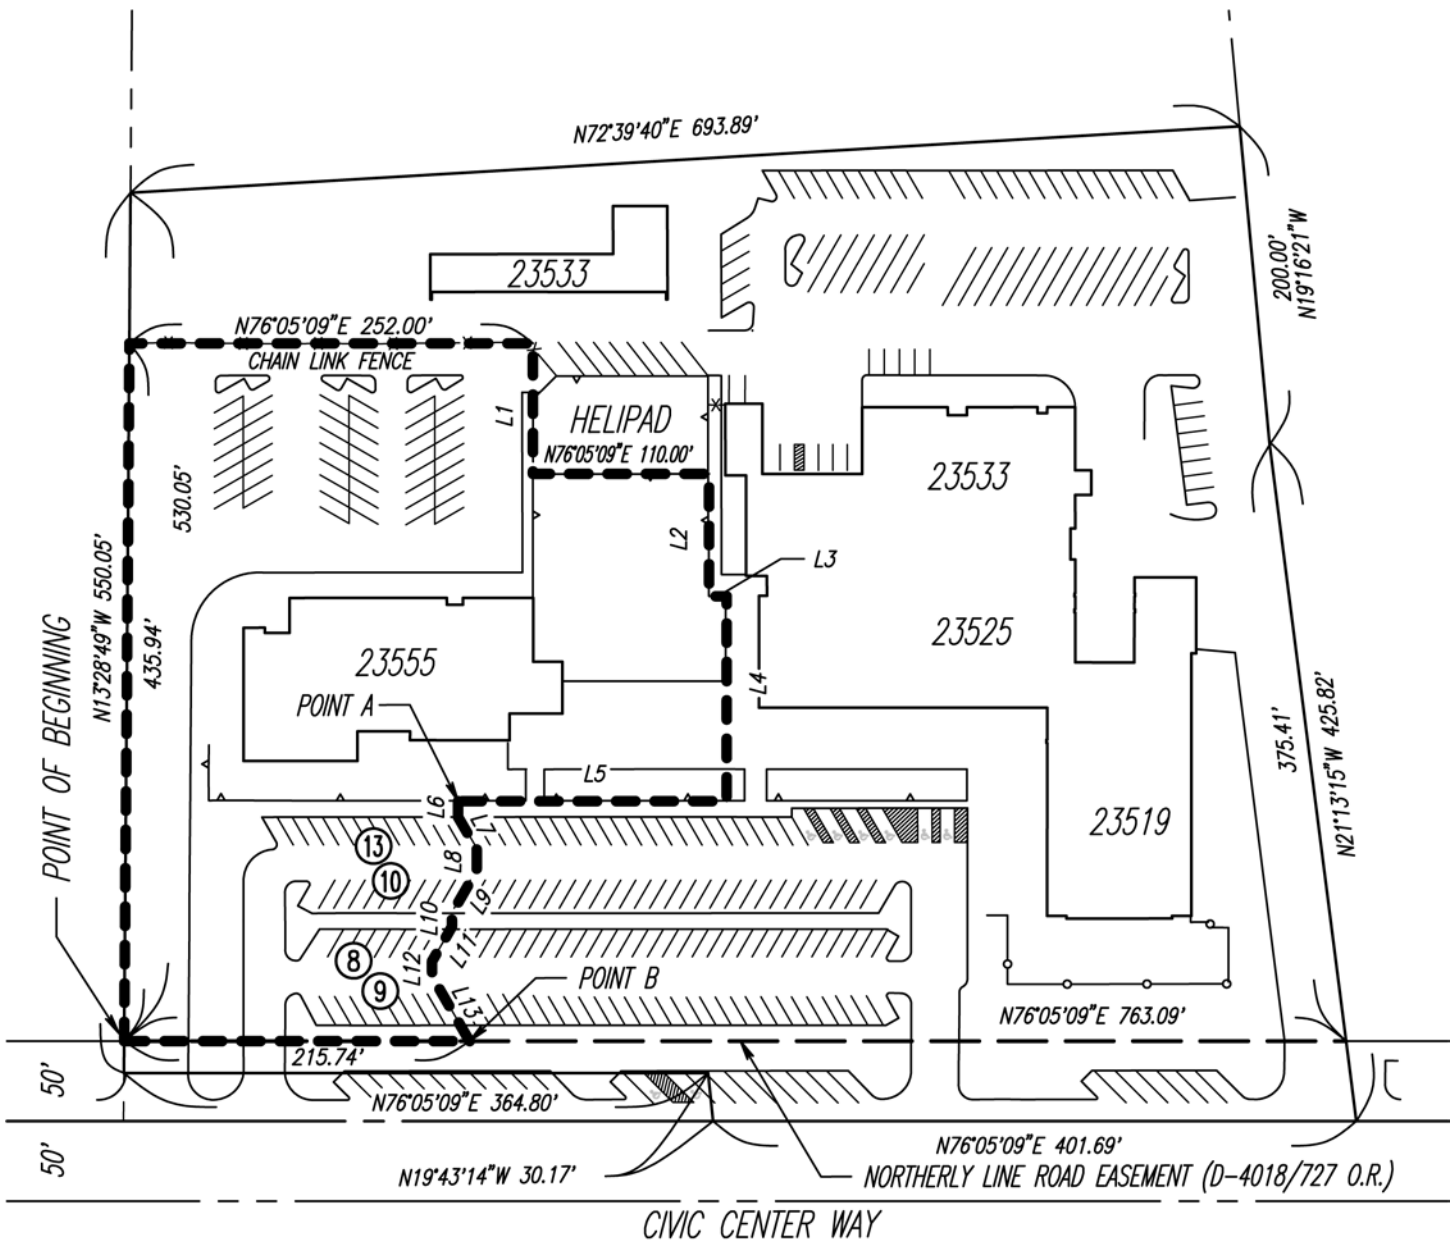 N72°39'40"E 693.89'
200.00'
N19°16'21"W
23533
N76°05'09"E 252.00'
CHAIN LINK FENCE
L1
HELIPAD
N76°05'09"E 110.00'
23533
530.05'
L2
L3
N13°28'49"W 550.05'
435.94'
23555
23525
POINT A
L4
POINT OF BEGINNING
375.41'
N21°13'15"W 425.82'
L5
L6
L7
23519
13
L8
10
L9
L10
L11
8
L12
POINT B
9
L13
N76°05'09"E 763.09'
215.74'
50'
N76°05'09"E 364.80'
50'
N76°05'09"E 401.69'
N19°43'14"W 30.17'
NORTHERLY LINE ROAD EASEMENT (D-4018/727 O.R.)
CIVIC CENTER WAY